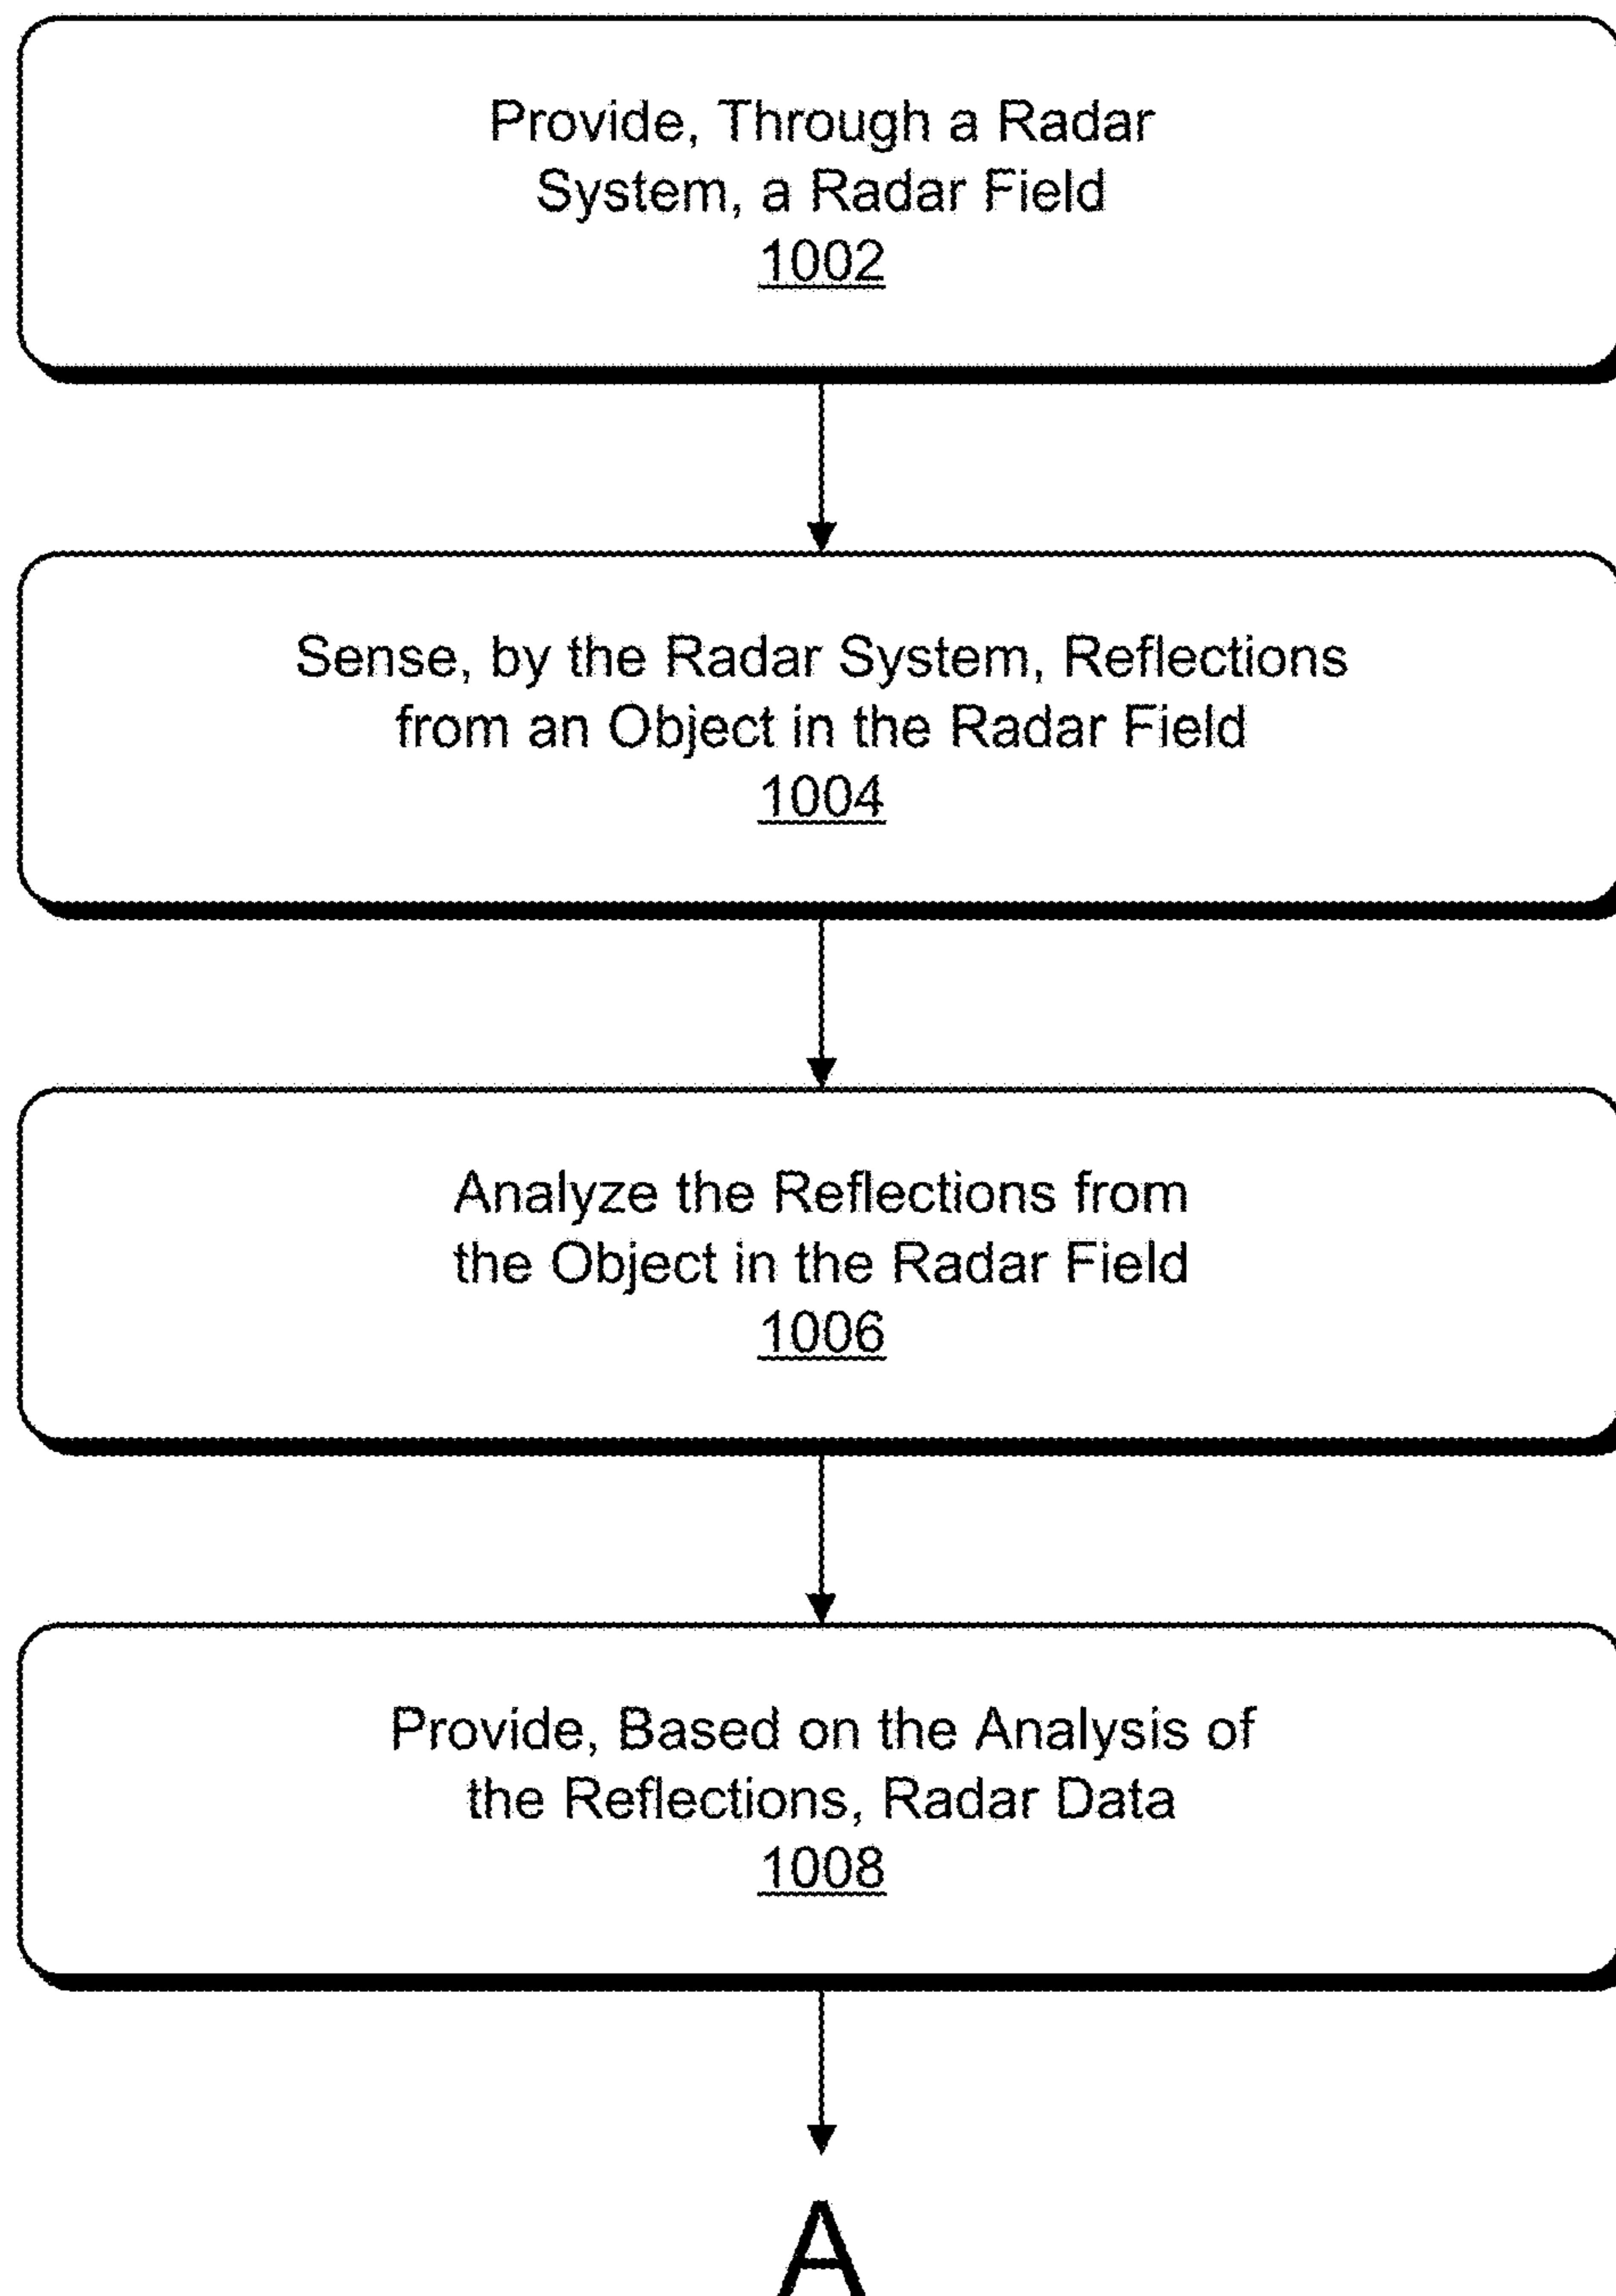 Provide, Through a Radar
System, a Radar Field
1002
Sense, by the Radar System, Reflections
from an Object in the Radar Field
1004
Analyze the Reflections from
the Object in the Radar Field
1006
Provide, Based on the Analysis of
the Reflections, Radar Data
1008
A